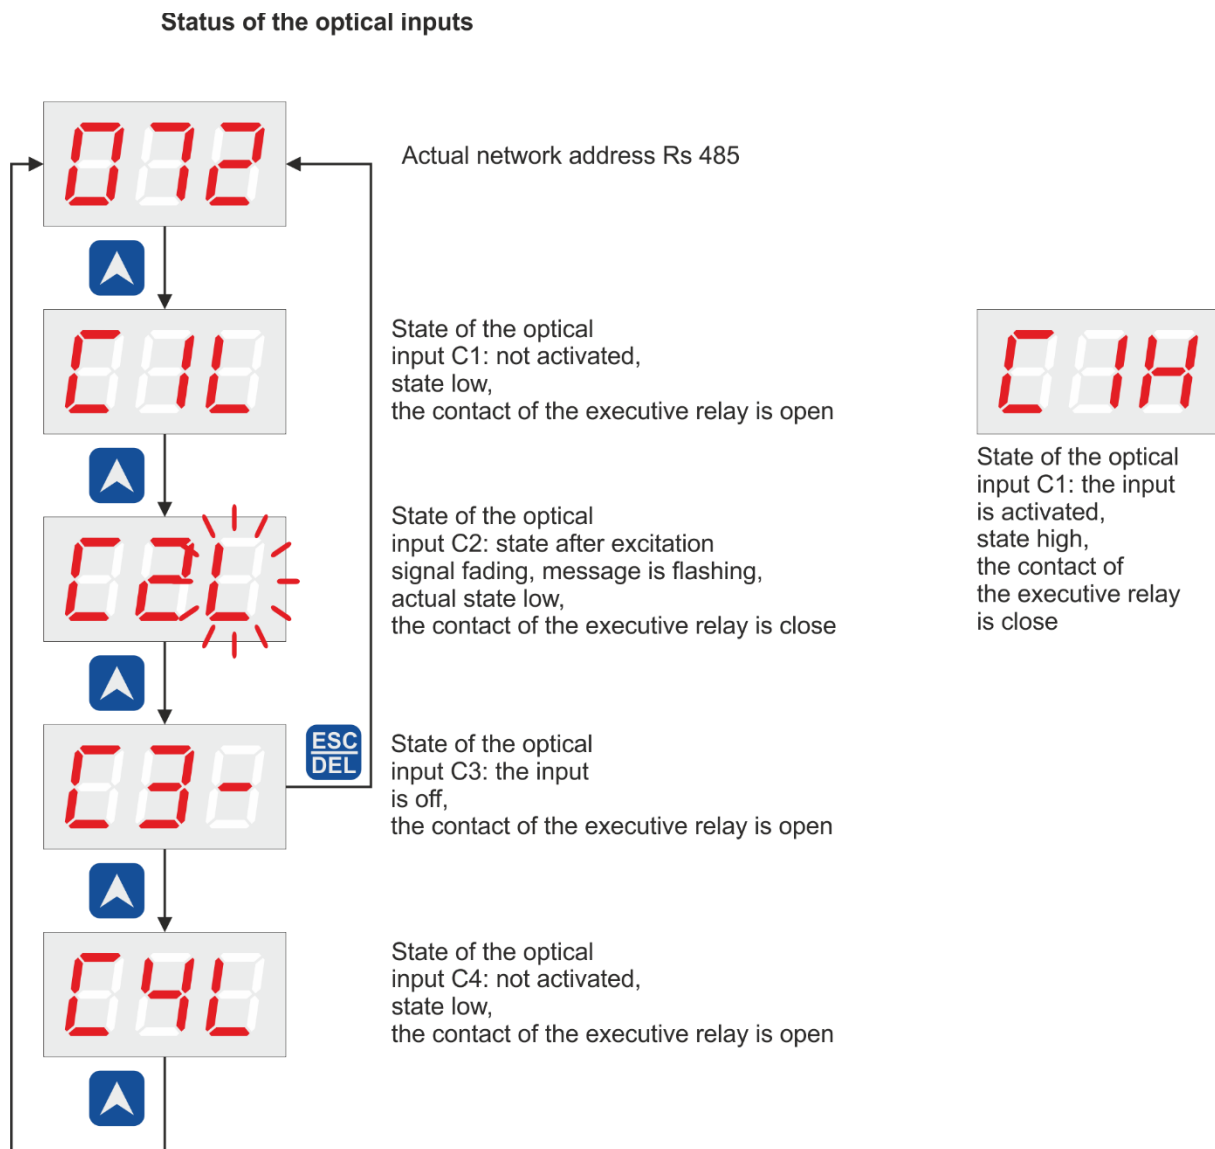 Status of the optical inputs
072
Actual network address Rs 485
C1L
State of the optical
input C1: not activated,
state low,
the contact of the executive relay is open
C1H
State of the optical
input C1: the input
is activated,
state high,
the contact of
the executive relay
is close
C2L
State of the optical
input C2: state after excitation
signal fading, message is flashing,
actual state low,
the contact of the executive relay is close
C3-
ESC
DEL
State of the optical
input C3: the input
is off,
the contact of the executive relay is open
C4L
State of the optical
input C4: not activated,
state low,
the contact of the executive relay is open